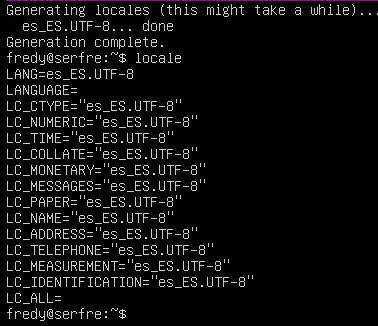 Generating locales (this might take a while)...
  es_ES.UTF-8... done
Generation complete.
fredy@serfre:~$ locale
LANG=es_ES.UTF-8
LANGUAGE=
LC_CTYPE="es_ES.UTF-8"
LC_NUMERIC="es_ES.UTF-8"
LC_TIME="es_ES.UTF-8"
LC_COLLATE="es_ES.UTF-8"
LC_MONETARY="es_ES.UTF-8"
LC_MESSAGES="es_ES.UTF-8"
LC_PAPER="es_ES.UTF-8"
LC_NAME="es_ES.UTF-8"
LC_ADDRESS="es_ES.UTF-8"
LC_TELEPHONE="es_ES.UTF-8"
LC_MEASUREMENT="es_ES.UTF-8"
LC_IDENTIFICATION="es_ES.UTF-8"
LC_ALL=
fredy@serfre:~$